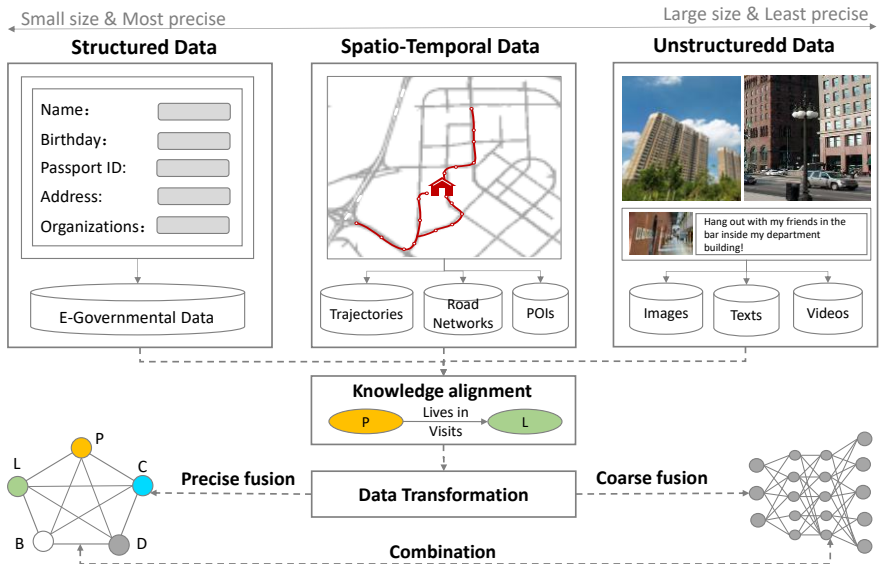 Small size & Most precise
Large size & Least precise
Structured Data
Spatio-Temporal Data
Unstructuredd Data
Name：
Birthday:
Passport ID:
Address:
Organizations：
Hang out with my friends in the
bar inside my department
building!
E-Governmental Data
Trajectories
Road
Networks
POIs
Images
Texts
Videos
Knowledge alignment
P
Lives in
Visits
L
P
L
C
B
D
Precise fusion
Data Transformation
Coarse fusion
Combination